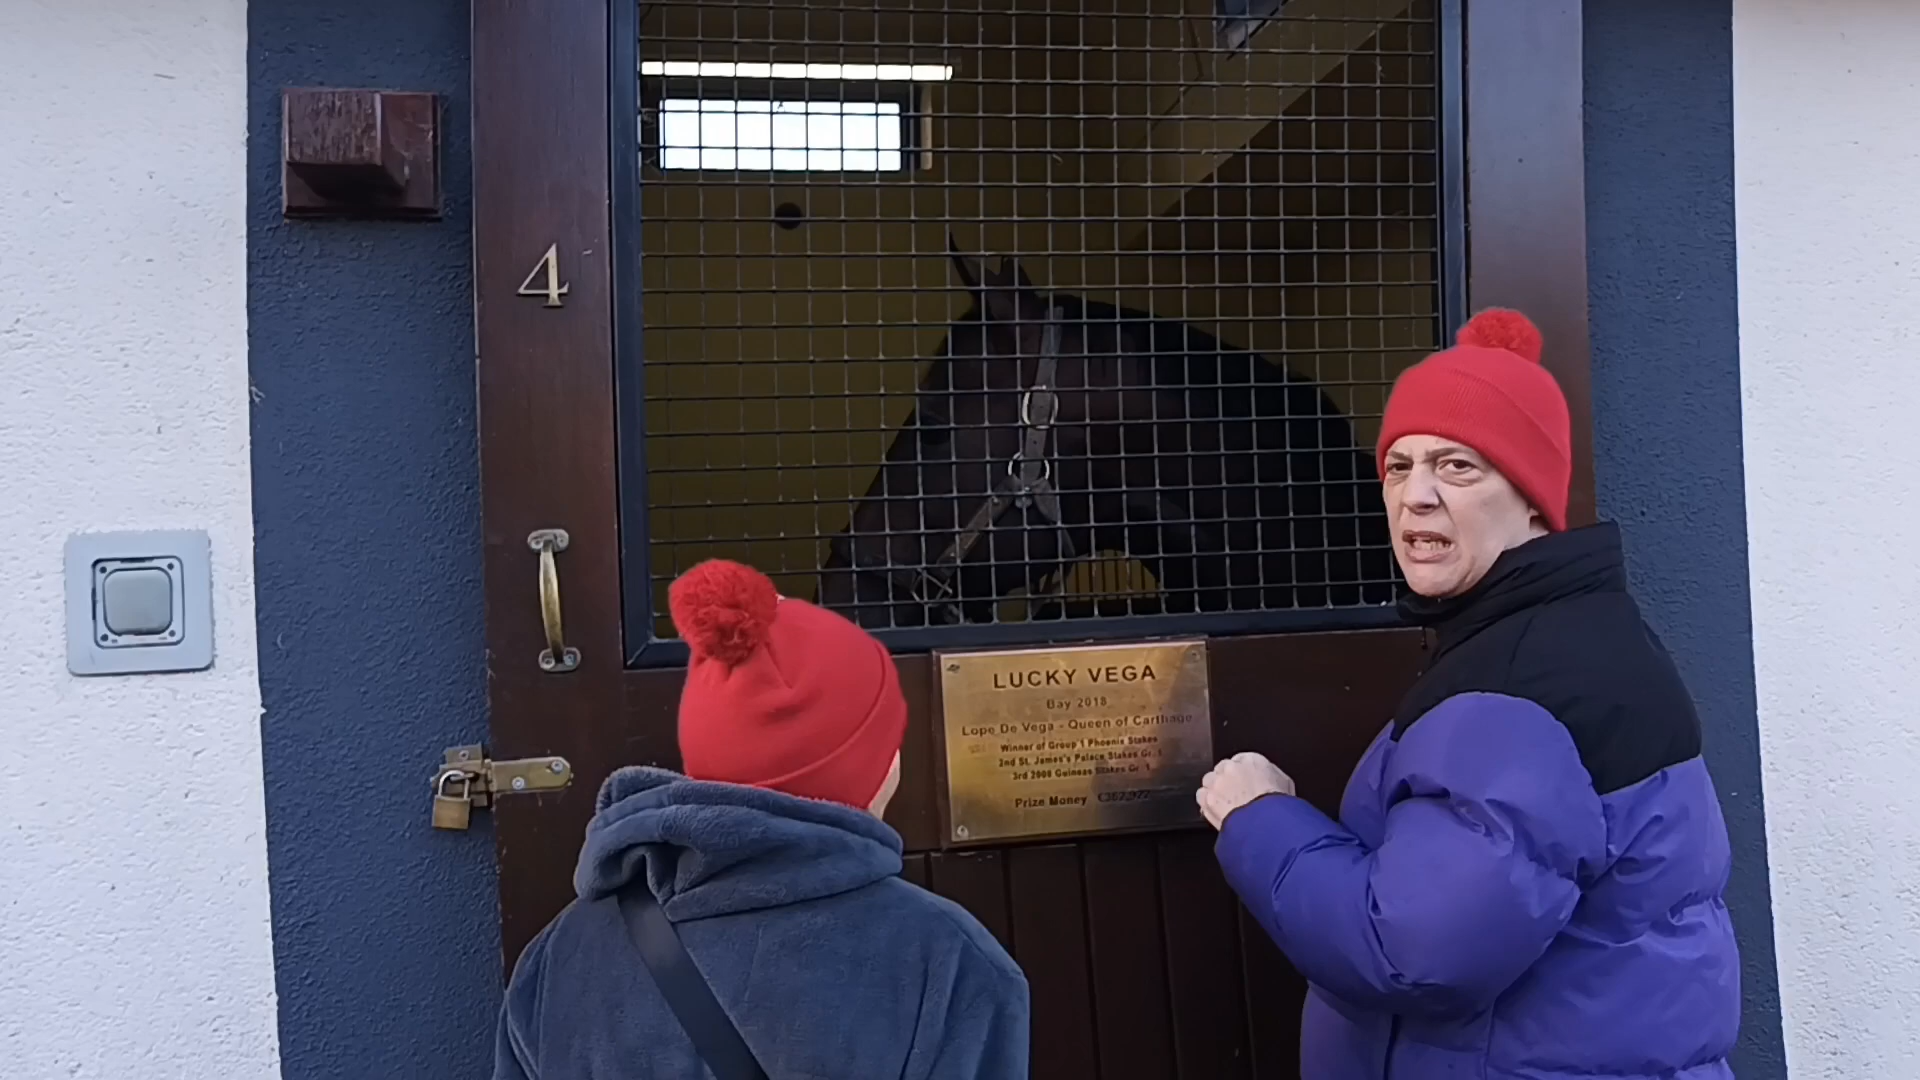 4
LUCKY VEGA
Bay 2018
Lope De Vega - Queen of Carthage
Winner of Group 1 Phoenix Stakes
2nd St. James's Palace Stakes Gr. 1
3rd 2000 Guineas Stakes Gr. 1
Prize Money